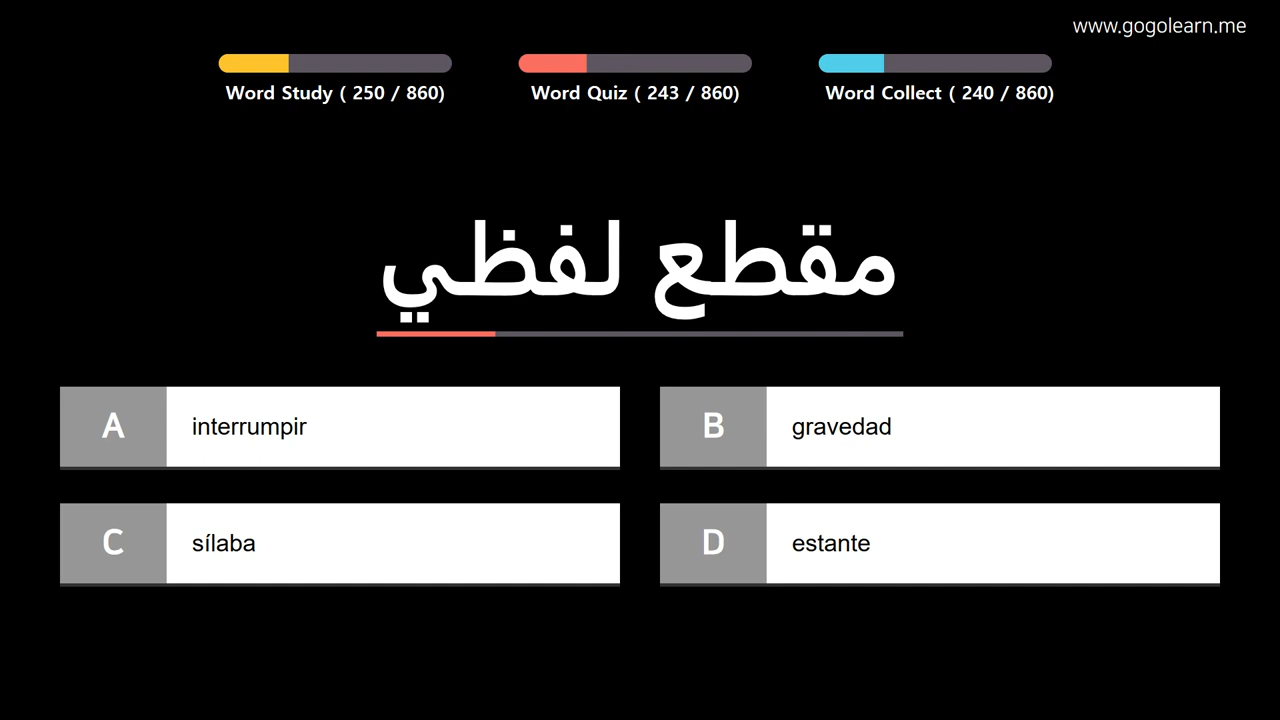 www.gogolearn.me
Word Study ( 250 / 860)
Word Quiz ( 243 / 860)
Word Collect ( 240 / 860)
مقطع لفظي
A interrumpir
B gravedad
C sílaba
D estante